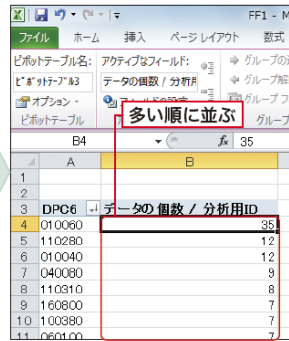 FF1 - M
ファイル ホーム 挿入 ページ レイアウト 数式
ピボットテーブル名: アクティブなフィールド: グループの
ピボットテーブル3 データの個数 / 分析用 グループ解
オプション グループフ
ピボットテーブル グルー
多い順に並ぶ
B4 fx 35
A B
1
2
3 DPC6 データの個数 / 分析用ID
4 010060 35
5 110280 12
6 010040 12
7 040080 9
8 110310 8
9 160800 7
10 100380 7
11 060100 7